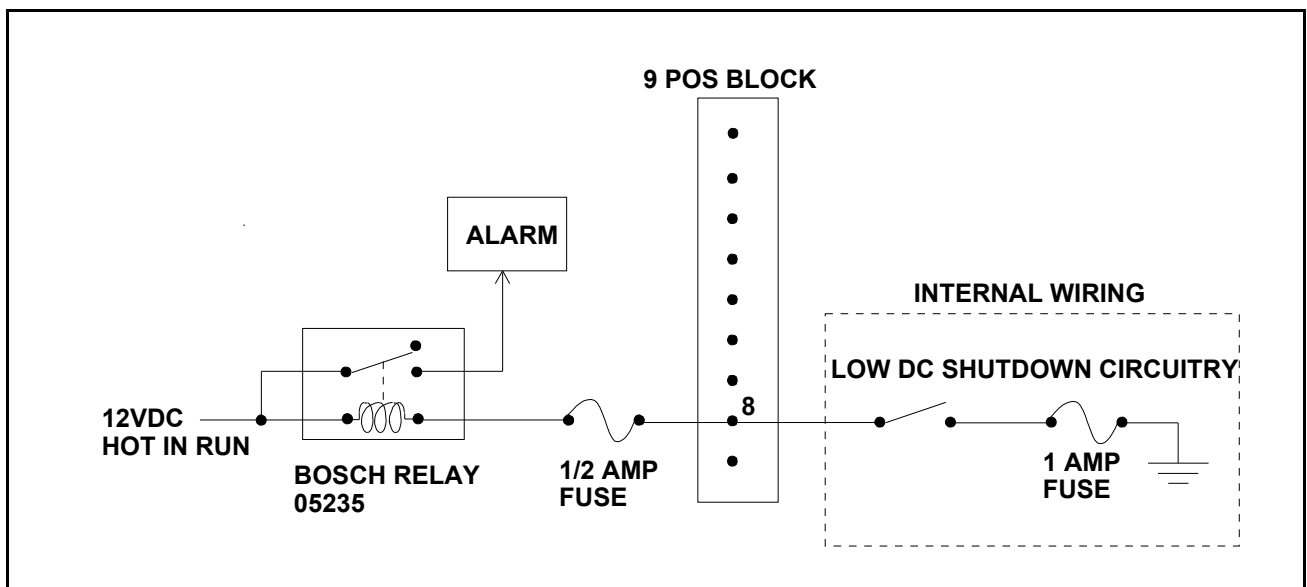 9 POS BLOCK
ALARM
INTERNAL WIRING
LOW DC SHUTDOWN CIRCUITRY
8
12VDC
HOT IN RUN
BOSCH RELAY
05235
1/2 AMP
FUSE
1 AMP
FUSE